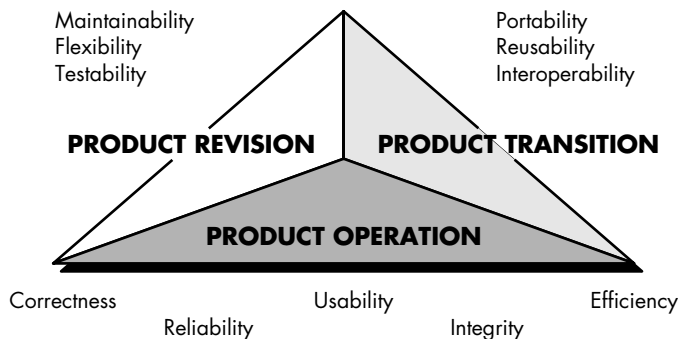 Maintainability
Flexibility
Testability
Portability
Reusability
Interoperability
PRODUCT REVISION
PRODUCT TRANSITION
PRODUCT OPERATION
Correctness
Usability
Efficiency
Reliability
Integrity